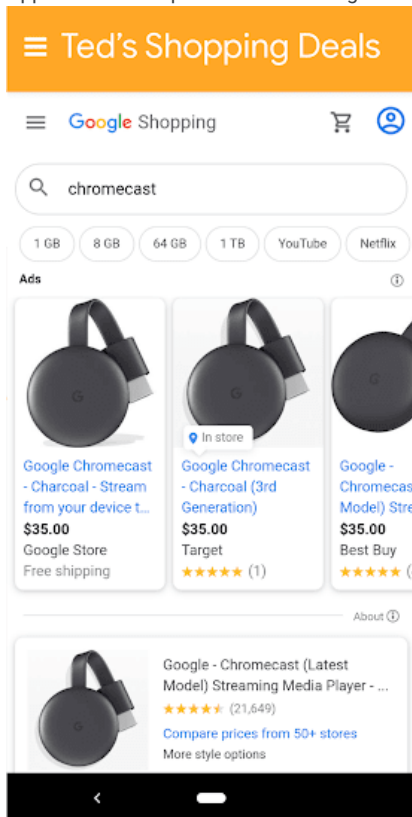 Ted's Shopping Deals
Google Shopping
chromecast
1 GB
8 GB
64 GB
1 TB
YouTube
Netflix
Ads
In store
Google Chromecast
- Charcoal - Stream
from your device t...
$35.00
Google Store
Free shipping
Google Chromecast
- Charcoal (3rd
Generation)
$35.00
Target
★★★★★ (1)
Google -
Chromecas
Model) Stre
$35.00
Best Buy
★★★★★ (
About
Google - Chromecast (Latest
Model) Streaming Media Player - ...
(21,649)
Compare prices from 50+ stores
More style options